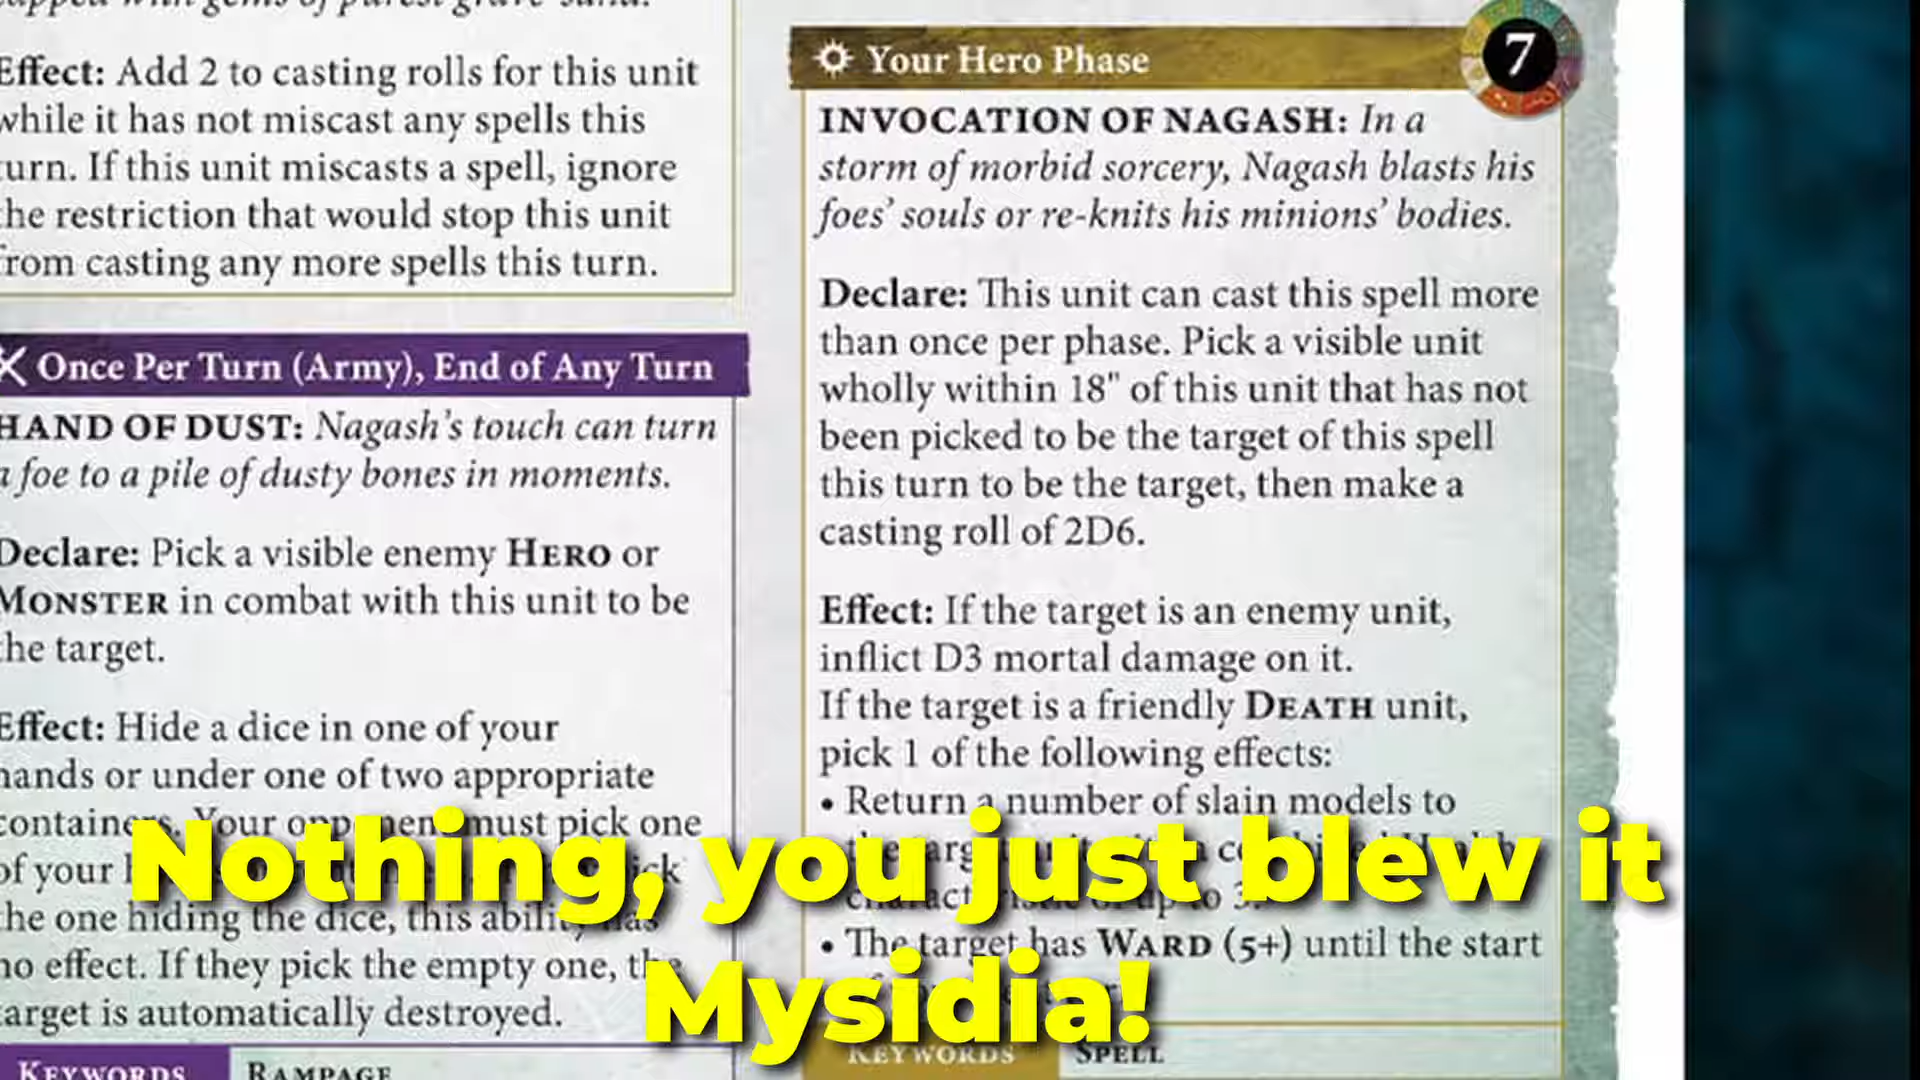 Effect: Add 2 to casting rolls for this unit
while it has not miscast any spells this
turn. If this unit miscasts a spell, ignore
the restriction that would stop this unit
from casting any more spells this turn.
Once Per Turn (Army), End of Any Turn
HAND OF DUST: Nagash's touch can turn
a foe to a pile of dusty bones in moments.
Declare: Pick a visible enemy HERO or
MONSTER in combat with this unit to be
the target.
Effect: Hide a dice in one of your
hands or under one of two appropriate
containers. Your opponent must pick one
of your
the one hiding the dice, this ability has
no effect. If they pick the empty one, the
target is automatically destroyed.
KEYWORDS RAMPAGE
Your Hero Phase
7
INVOCATION OF NAGASH: In a
storm of morbid sorcery, Nagash blasts his
foes' souls or re-knits his minions' bodies.
Declare: This unit can cast this spell more
than once per phase. Pick a visible unit
wholly within 18" of this unit that has not
been picked to be the target of this spell
this turn to be the target, then make a
casting roll of 2D6.
Effect: If the target is an enemy unit,
inflict D3 mortal damage on it.
If the target is a friendly DEATH unit,
pick 1 of the following effects:
• Return a number of slain models to
• The target has WARD (5+) until the start
KEYWORDS SPELL
Nothing, you just blew it
Mysidia!